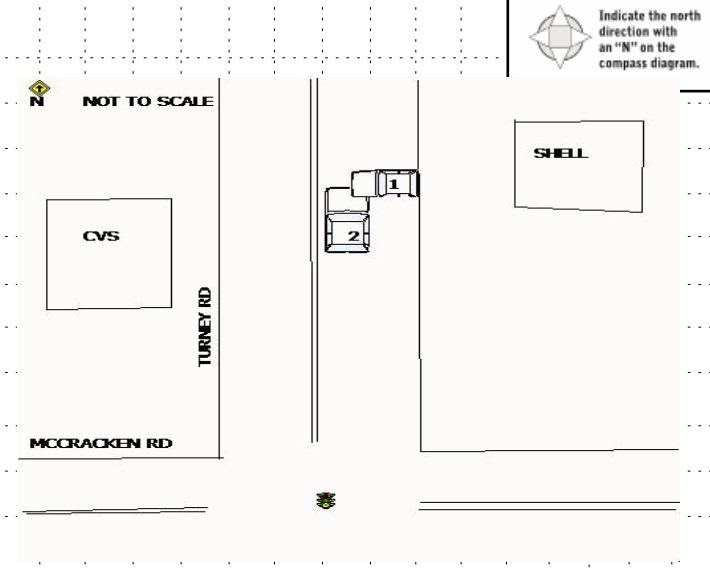 Indicate the north
direction with
an "N" on the
compass diagram.
N NOT TO SCALE
SHELL
1
CVS
2
TURNEY RD
MCCRACKEN RD